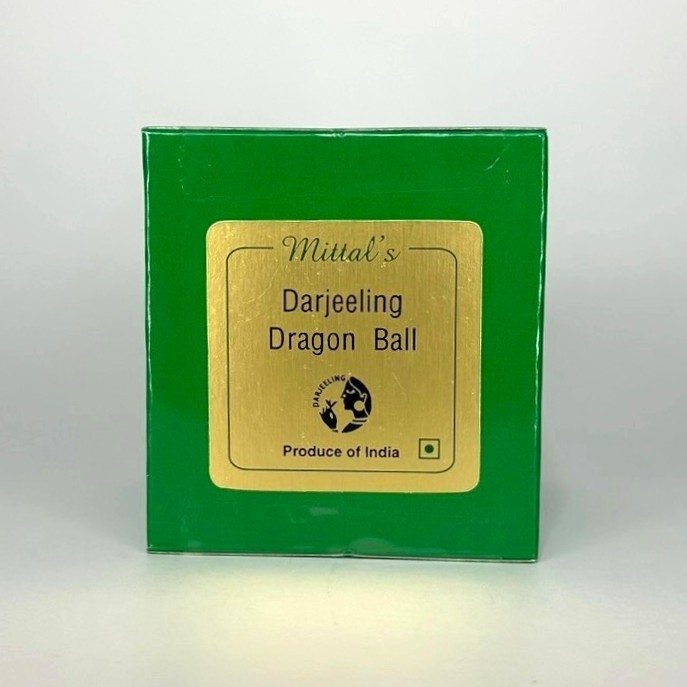 Mittal's
Darjeeling
Dragon Ball
DARJEELING
Produce of India